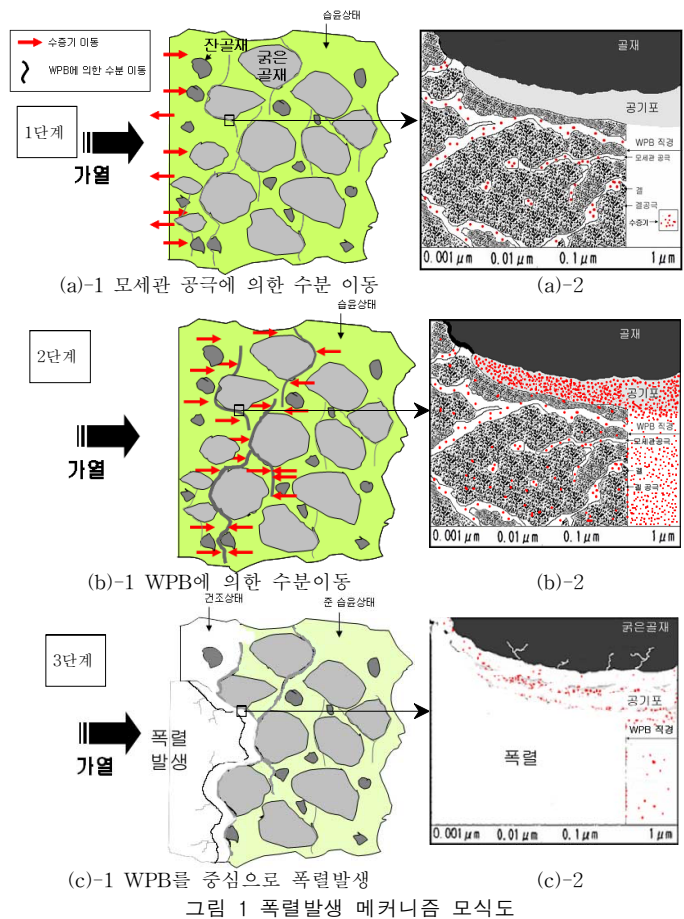 수증기 이동
WPB에 의한 수분 이동
1단계
가열
습윤상태
잔골재
굵은
골재
(a)-1 모세관 공극에 의한 수분 이동
골재
공기포
WPB 직경
모세관 공극
겔
겔공극
수증기
0.001μm 0.01μm 0.1μm 1μm
(a)-2
2단계
가열
습윤상태
(b)-1 WPB에 의한 수분이동
골재
공기포
WPB 직경
모세관공극
겔
겔 공극
0.001μm 0.01μm 0.1μm 1μm
(b)-2
3단계
가열
건조상태
준 습윤상태
폭렬
발생
(c)-1 WPB를 중심으로 폭렬발생
굵은골재
공기포
WPB 직경
폭렬
0.001μm 0.01μm 0.1μm 1μm
(c)-2
그림 1 폭렬발생 메커니즘 모식도